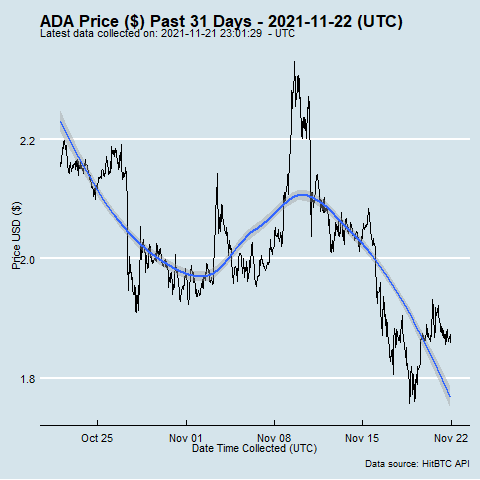 ADA Price ($) Past 31 Days - 2021-11-22 (UTC)
Latest data collected on: 2021-11-21 23:01:29 - UTC
2.2
2.0
1.8
Price USD ($)
Oct 25 Nov 01 Nov 08 Nov 15 Nov 22
Date Time Collected (UTC)
Data source: HitBTC API